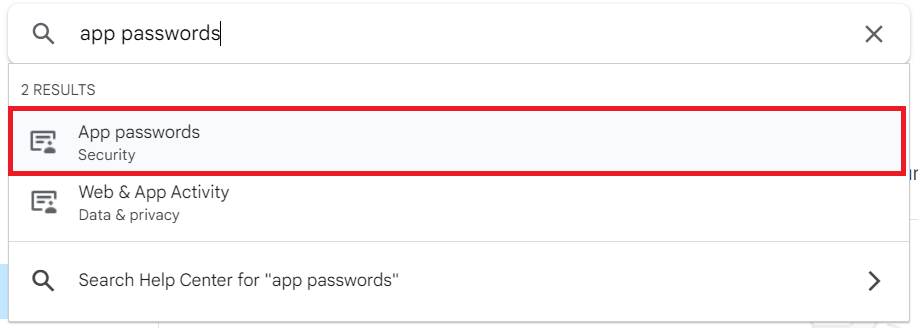 app passwords
2 RESULTS
App passwords
Security
Web & App Activity
Data & privacy
Search Help Center for "app passwords"